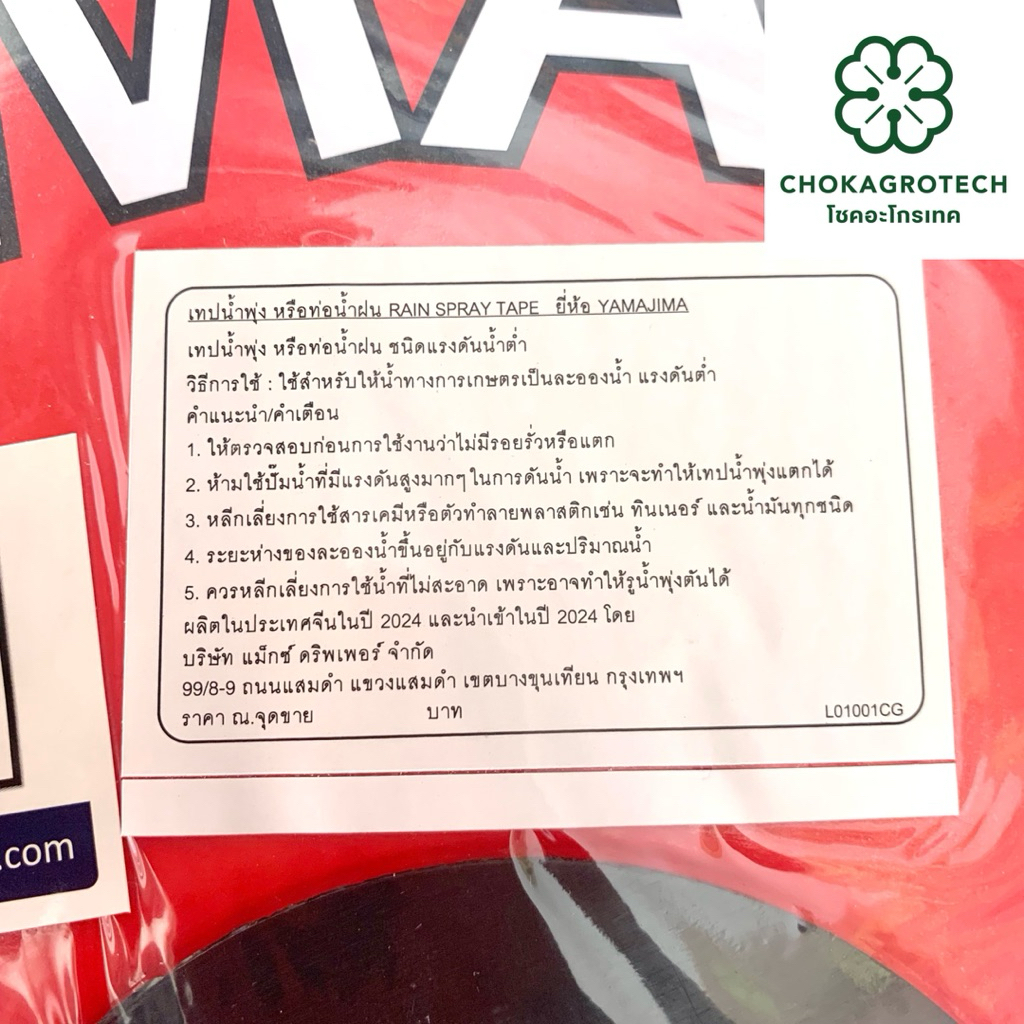 MA
CHOKAGROTECH
โชคอะโกรเทค
เทปน้ำพุ่ง หรือท่อน้ำฝน RAIN SPRAY TAPE ยี่ห้อ YAMAJIMA
เทปน้ำพุ่ง หรือท่อน้ำฝน ชนิดแรงดันน้ำต่ำ
วิธีการใช้ : ใช้สำหรับให้น้ำทางการเกษตรเป็นละอองน้ำ แรงดันต่ำ
คำแนะนำ/คำเตือน
1. ให้ตรวจสอบก่อนการใช้งานว่าไม่มีรอยรั่วหรือแตก
2. ห้ามใช้ปั๊มน้ำที่มีแรงดันสูงมากๆ ในการดันน้ำ เพราะจะทำให้เทปน้ำพุ่งแตกได้
3. หลีกเลี่ยงการใช้สารเคมีหรือตัวทำลายพลาสติกเช่น ทินเนอร์ และน้ำมันทุกชนิด
4. ระยะห่างของละอองน้ำขึ้นอยู่กับแรงดันและปริมาณน้ำ
5. ควรหลีกเลี่ยงการใช้น้ำที่ไม่สะอาด เพราะอาจทำให้รูน้ำพุ่งตันได้
ผลิตในประเทศจีนในปี 2024 และนำเข้าในปี 2024 โดย
บริษัท แม็กซ์ ดริพเพอร์ จำกัด
99/8-9 ถนนแสมดำ แขวงแสมดำ เขตบางขุนเทียน กรุงเทพฯ
ราคา ณ.จุดขาย บาท L01001CG
.com